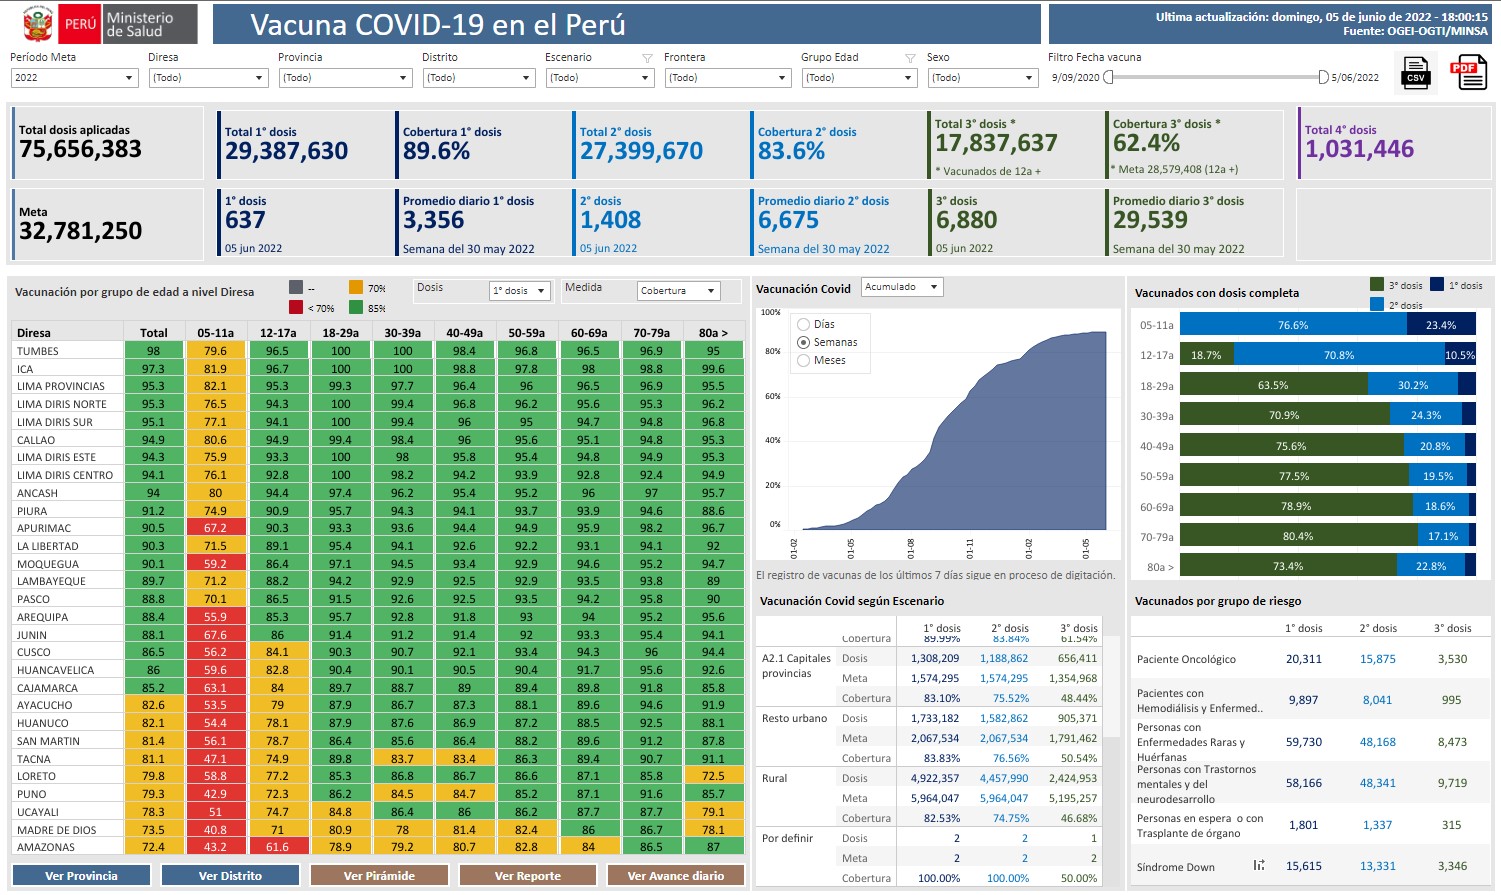 PERÚ
Ministerio
de Salud
Vacuna COVID-19 en el Perú
Ultima actualización: domingo, 05 de junio de 2022 - 18:00:15
Fuente: OGEI-OGTI/MINSA
Período Meta
Diresa
Provincia
Distrito
Escenario
Frontera
Grupo Edad
Sexo
Filtro Fecha vacuna
2022
(Todo)
(Todo)
(Todo)
(Todo)
(Todo)
(Todo)
(Todo)
9/09/2020
5/06/2022
CSV
PDF
Total dosis aplicadas
75,656,383
Total 1° dosis
29,387,630
Cobertura 1° dosis
89.6%
Total 2° dosis
27,399,670
Cobertura 2° dosis
83.6%
Total 3° dosis *
17,837,637
* Vacunados de 12a +
Cobertura 3° dosis *
62.4%
* Meta 28,579,408 (12a +)
Total 4° dosis
1,031,446
Meta
32,781,250
1° dosis
637
05 jun 2022
Promedio diario 1° dosis
3,356
Semana del 30 may 2022
2° dosis
1,408
05 jun 2022
Promedio diario 2° dosis
6,675
Semana del 30 may 2022
3° dosis
6,880
05 jun 2022
Promedio diario 3° dosis
29,539
Semana del 30 may 2022
Vacunación por grupo de edad a nivel Diresa
--
< 70%
70%
85%
Dosis
1° dosis
Medida
Cobertura
Diresa Total 05-11a 12-17a 18-29a 30-39a 40-49a 50-59a 60-69a 70-79a 80a >
TUMBES 98 79.6 96.5 100 100 98.4 96.8 96.5 96.9 95
ICA 97.3 81.9 96.7 100 100 98.8 97.8 98 98.8 99.6
LIMA PROVINCIAS 95.3 82.1 95.3 99.3 97.7 96.4 96 96.5 96.9 95.5
LIMA DIRIS NORTE 95.3 76.5 94.3 100 99.4 96.8 96.2 95.6 95.3 96.2
LIMA DIRIS SUR 95.1 77.1 94.1 100 99.4 96 95 94.7 94.8 96.8
CALLAO 94.9 80.6 94.9 99.4 98.4 96 95.6 95.1 94.8 95.3
LIMA DIRIS ESTE 94.3 75.9 93.3 100 98 95.8 95.4 94.8 94.9 95.3
LIMA DIRIS CENTRO 94.1 76.1 92.8 100 98.2 94.2 93.9 92.8 92.4 94.9
ANCASH 94 80 94.4 97.4 96.2 95.4 95.2 96 97 95.7
PIURA 91.2 74.9 90.9 95.7 94.3 94.1 93.7 93.9 94.6 88.6
APURIMAC 90.5 67.2 90.3 93.3 93.6 94.4 94.9 95.9 98.2 96.7
LA LIBERTAD 90.3 71.5 89.1 95.4 94.1 92.6 92.2 93.1 94.1 92
MOQUEGUA 90.1 59.2 86.4 97.1 94.5 93.4 92.9 94.6 95.2 94.7
LAMBAYEQUE 89.7 71.2 88.2 94.2 92.9 92.5 92.9 93.5 93.8 89
PASCO 88.8 70.1 86.5 91.5 92.6 92.5 93.5 94.2 95.8 90
AREQUIPA 88.4 55.9 85.3 95.7 92.8 91.8 93 94 95.2 95.6
JUNIN 88.1 67.6 86 91.4 91.2 91.4 92 93.3 95.4 94.1
CUSCO 86.5 56.2 84.1 90.3 90.7 92.1 93.4 94.3 96 94.4
HUANCAVELICA 86 59.6 82.8 90.4 90.1 90.5 90.4 91.7 95.6 92.6
CAJAMARCA 85.2 63.1 84 89.7 88.7 89 89.4 89.8 91.8 85.8
AYACUCHO 82.6 53.5 79 87.9 86.7 87.3 88.1 89.6 94.6 91.9
HUANUCO 82.1 54.4 78.1 87.9 87.6 86.9 87.2 88.5 92.5 88.1
SAN MARTIN 81.4 56.1 78.7 86.4 85.6 86.4 88.2 89.6 91.2 87.8
TACNA 81.1 47.1 74.9 89.8 83.7 83.4 86.3 89.4 90.7 91.1
LORETO 79.8 58.8 77.2 85.3 86.8 86.7 86.6 87.1 85.8 72.5
PUNO 79.3 42.9 72.3 86.2 84.5 84.7 85.2 87.1 91.6 85.7
UCAYALI 78.3 51 74.7 84.8 86.4 86 86.2 87.7 87.7 79.1
MADRE DE DIOS 73.5 40.8 71 80.9 78 81.4 82.4 86 86.7 78.1
AMAZONAS 72.4 43.2 61.6 78.9 79.2 80.7 82.8 84 86.5 87
Ver Provincia
Ver Distrito
Ver Pirámide
Ver Reporte
Ver Avance diario
Vacunación Covid
Acumulado
Días
Semanas
Meses
100%
80%
60%
40%
20%
0%
01-02
01-05
01-08
01-11
01-02
01-05
El registro de vacunas de los últimos 7 días sigue en proceso de digitación.
Vacunación Covid según Escenario
1° dosis 2° dosis 3° dosis
Cobertura 89.99% 83.84% 61.54%
A2.1 Capitales provincias Dosis 1,308,209 1,188,862 656,411
Meta 1,574,295 1,574,295 1,354,968
Cobertura 83.10% 75.52% 48.44%
Resto urbano Dosis 1,733,182 1,582,862 905,371
Meta 2,067,534 2,067,534 1,791,462
Cobertura 83.83% 76.56% 50.54%
Rural Dosis 4,922,357 4,457,990 2,424,953
Meta 5,964,047 5,964,047 5,195,257
Cobertura 82.53% 74.75% 46.68%
Por definir Dosis 2 2 1
Meta 2 2 2
Cobertura 100.00% 100.00% 50.00%
Vacunados con dosis completa
3° dosis
1° dosis
2° dosis
05-11a 76.6% 23.4%
12-17a 18.7% 70.8% 10.5%
18-29a 63.5% 30.2%
30-39a 70.9% 24.3%
40-49a 75.6% 20.8%
50-59a 77.5% 19.5%
60-69a 78.9% 18.6%
70-79a 80.4% 17.1%
80a > 73.4% 22.8%
Vacunados por grupo de riesgo
1° dosis 2° dosis 3° dosis
Paciente Oncológico 20,311 15,875 3,530
Pacientes con
Hemodiálisis y Enfermed.. 9,897 8,041 995
Personas con
Enfermedades Raras y 59,730 48,168 8,473
Huérfanas
Personas con Trastornos
mentales y del 58,166 48,341 9,719
neurodesarrollo
Personas en espera o con
Trasplante de órgano 1,801 1,337 315
Síndrome Down 15,615 13,331 3,346